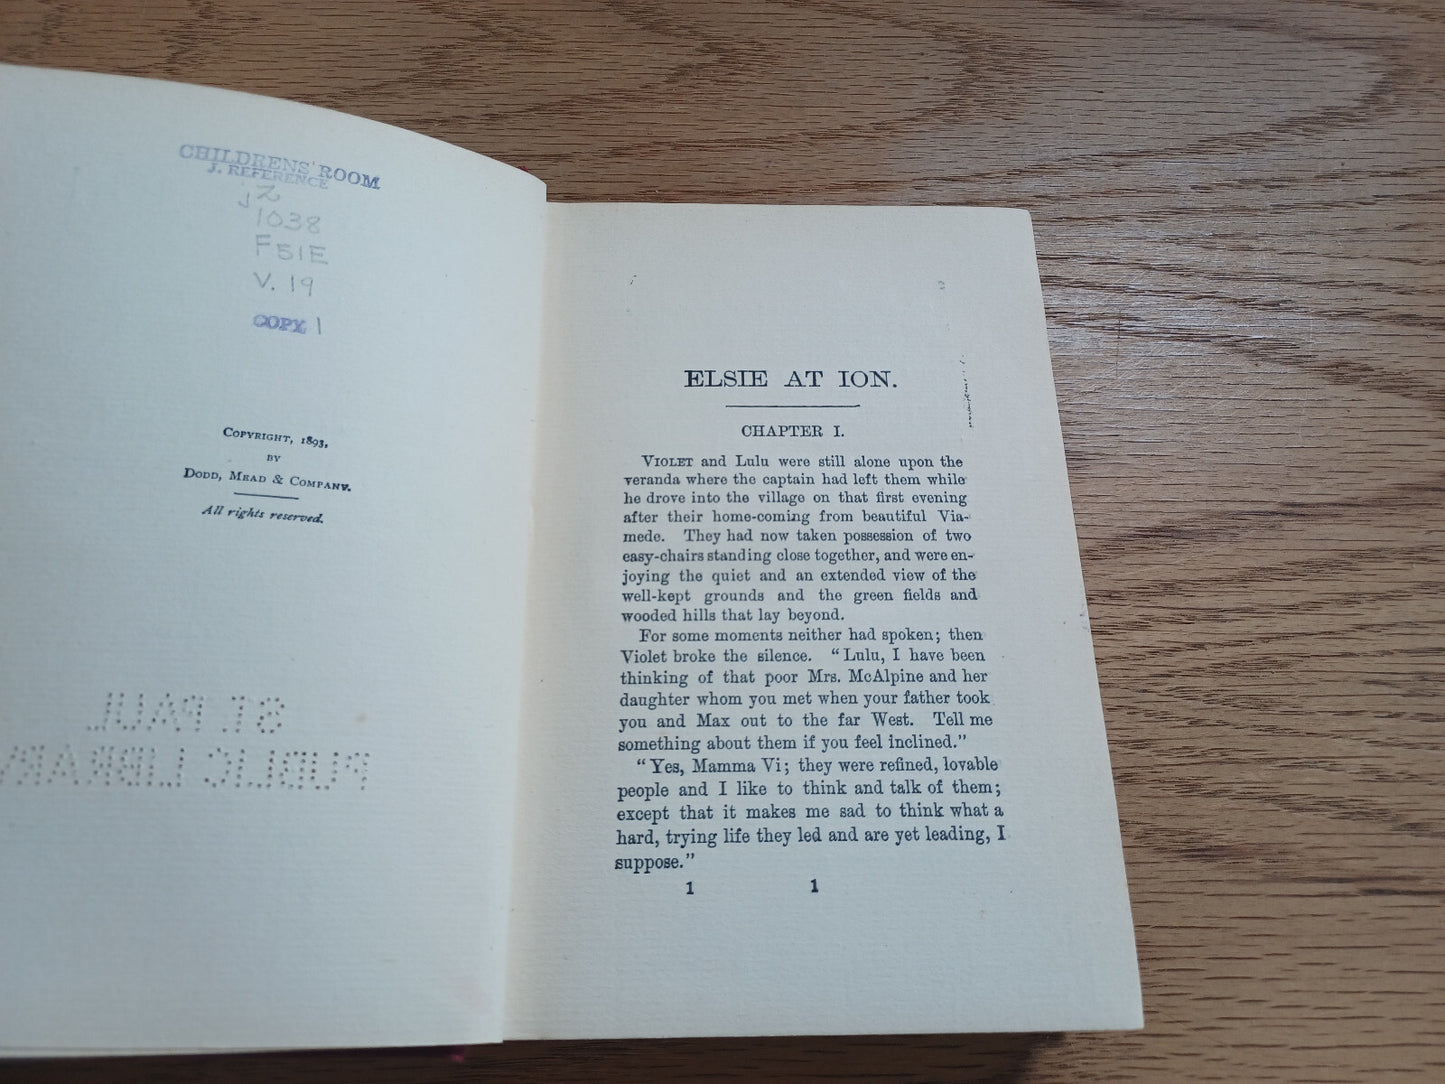 CHILDRENS' ROOM
J. REFERENCE
jZ
1038
F51E
V. 19
COPY 1
COPYRIGHT, 1893,
BY
DODD, MEAD & COMPANY.
All rights reserved.
ST. PAUL
PUBLIC LIBRARY
ELSIE AT ION.
CHAPTER I.
VIOLET and Lulu were still alone upon the
veranda where the captain had left them while
he drove into the village on that first evening
after their home-coming from beautiful Via-
mede. They had now taken possession of two
easy-chairs standing close together, and were en-
joying the quiet and an extended view of the
well-kept grounds and the green fields and
wooded hills that lay beyond.
For some moments neither had spoken; then
Violet broke the silence. “Lulu, I have been
thinking of that poor Mrs. McAlpine and her
daughter whom you met when your father took
you and Max out to the far West. Tell me
something about them if you feel inclined.”
“Yes, Mamma Vi; they were refined, lovable
people and I like to think and talk of them;
except that it makes me sad to think what a
hard, trying life they led and are yet leading, I
suppose.”
1 1